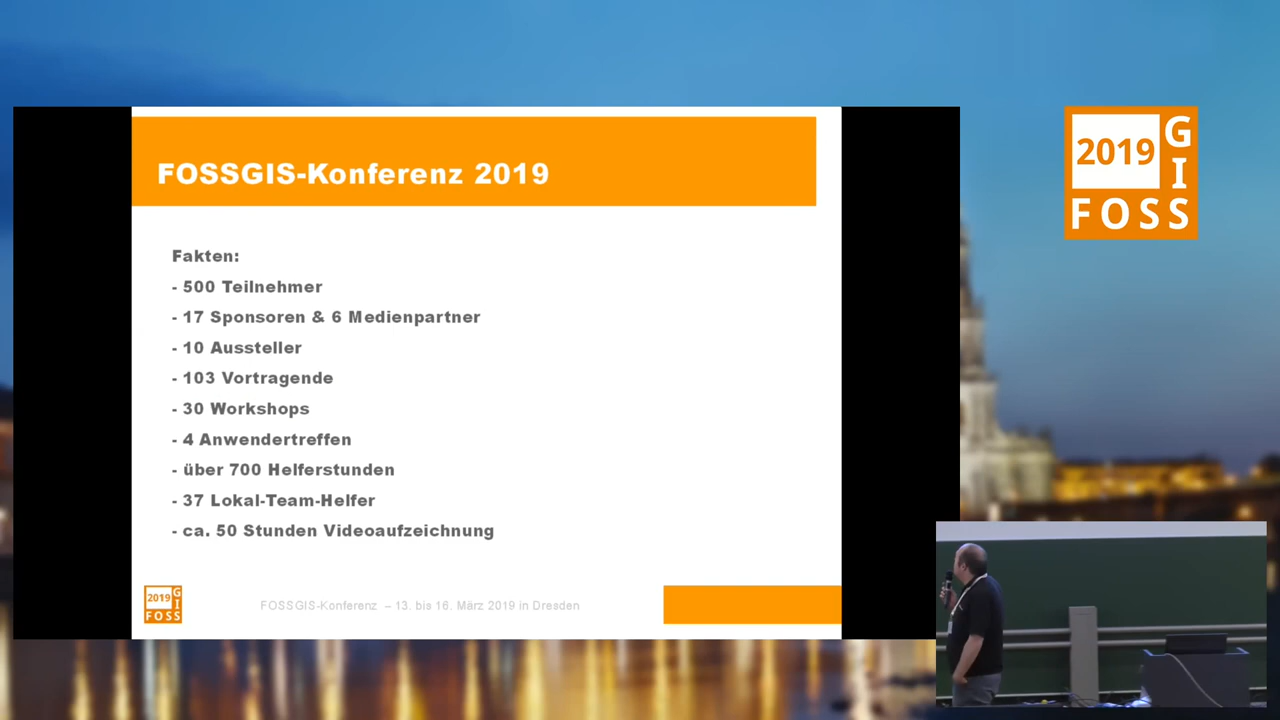 FOSSGIS-Konferenz 2019
Fakten:
- 500 Teilnehmer
- 17 Sponsoren & 6 Medienpartner
- 10 Aussteller
- 103 Vortragende
- 30 Workshops
- 4 Anwendertreffen
- über 700 Helferstunden
- 37 Lokal-Team-Helfer
- ca. 50 Stunden Videoaufzeichnung
2019 GIS
FOSS
FOSSGIS-Konferenz – 13. bis 16. März 2019 in Dresden
2019 GIS
FOSS